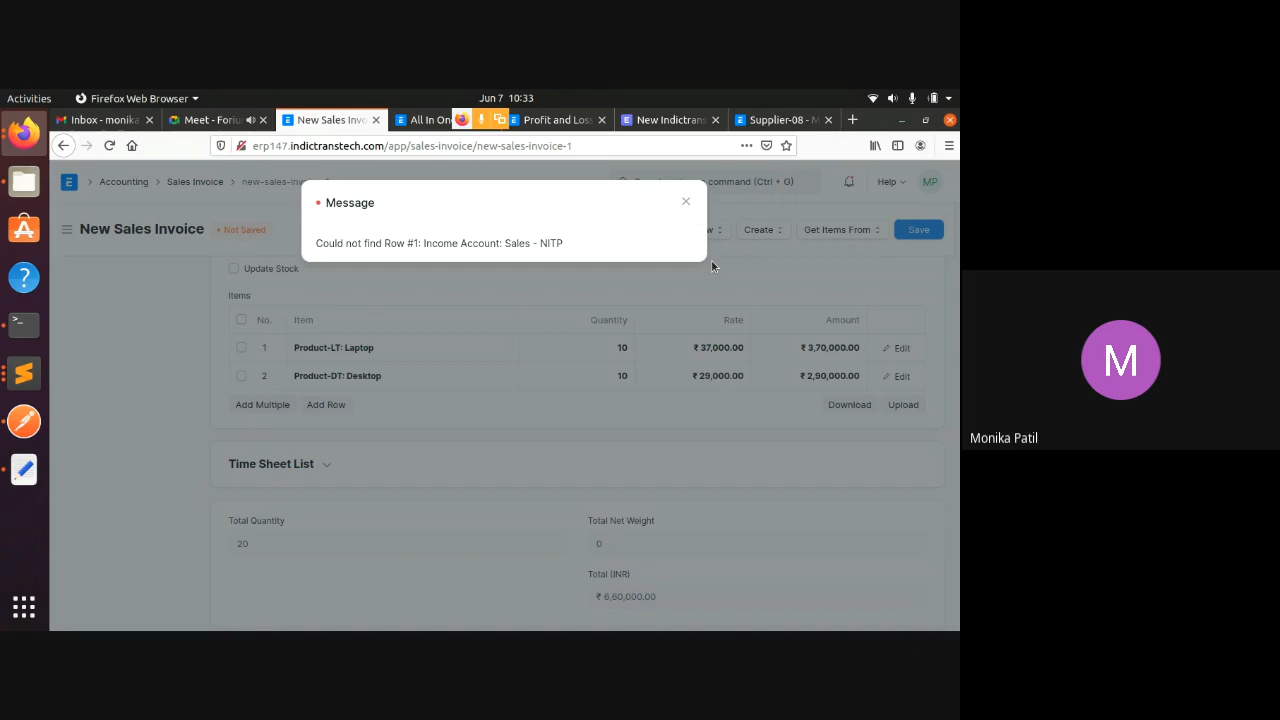 Activities
Firefox Web Browser
Jun 7 10:33
Inbox - monika
Meet - Foriu
New Sales Invo
All In On
Profit and Los
New Indictrans
Supplier-08 - M
erp147.indictranstech.com/app/sales-invoice/new-sales-invoice-1
Accounting
Sales Invoice
command (Ctrl + G)
Help
MP
Message
New Sales Invoice
Not Saved
Create
Get Items From
Save
Could not find Row #1: Income Account: Sales - NITP
Update Stock
Items
No. Item Quantity Rate Amount
1 Product-LT: Laptop 10 ₹ 37,000.00 ₹ 3,70,000.00 Edit
2 Product-DT: Desktop 10 ₹ 29,000.00 ₹ 2,90,000.00 Edit
Add Multiple Add Row Download Upload
Time Sheet List
Total Quantity Total Net Weight
20 0
Total (INR)
₹ 6,60,000.00
M
Monika Patil